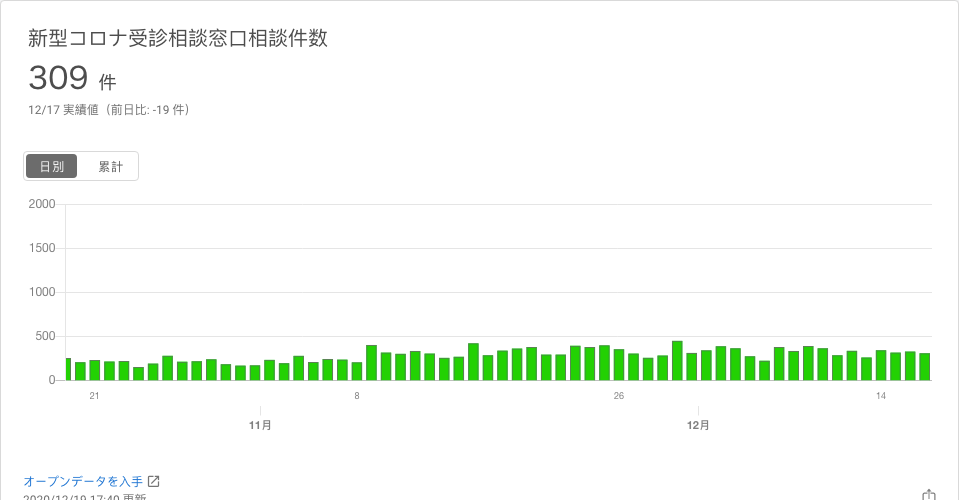 新型コロナ受診相談窓口相談件数
309 件
12/17 実績値（前日比: -19 件）
日別 累計
2000
1500
1000
500
0
21 8 26 14
11月 12月
オープンデータを入手
2020/12/19 17:40 更新